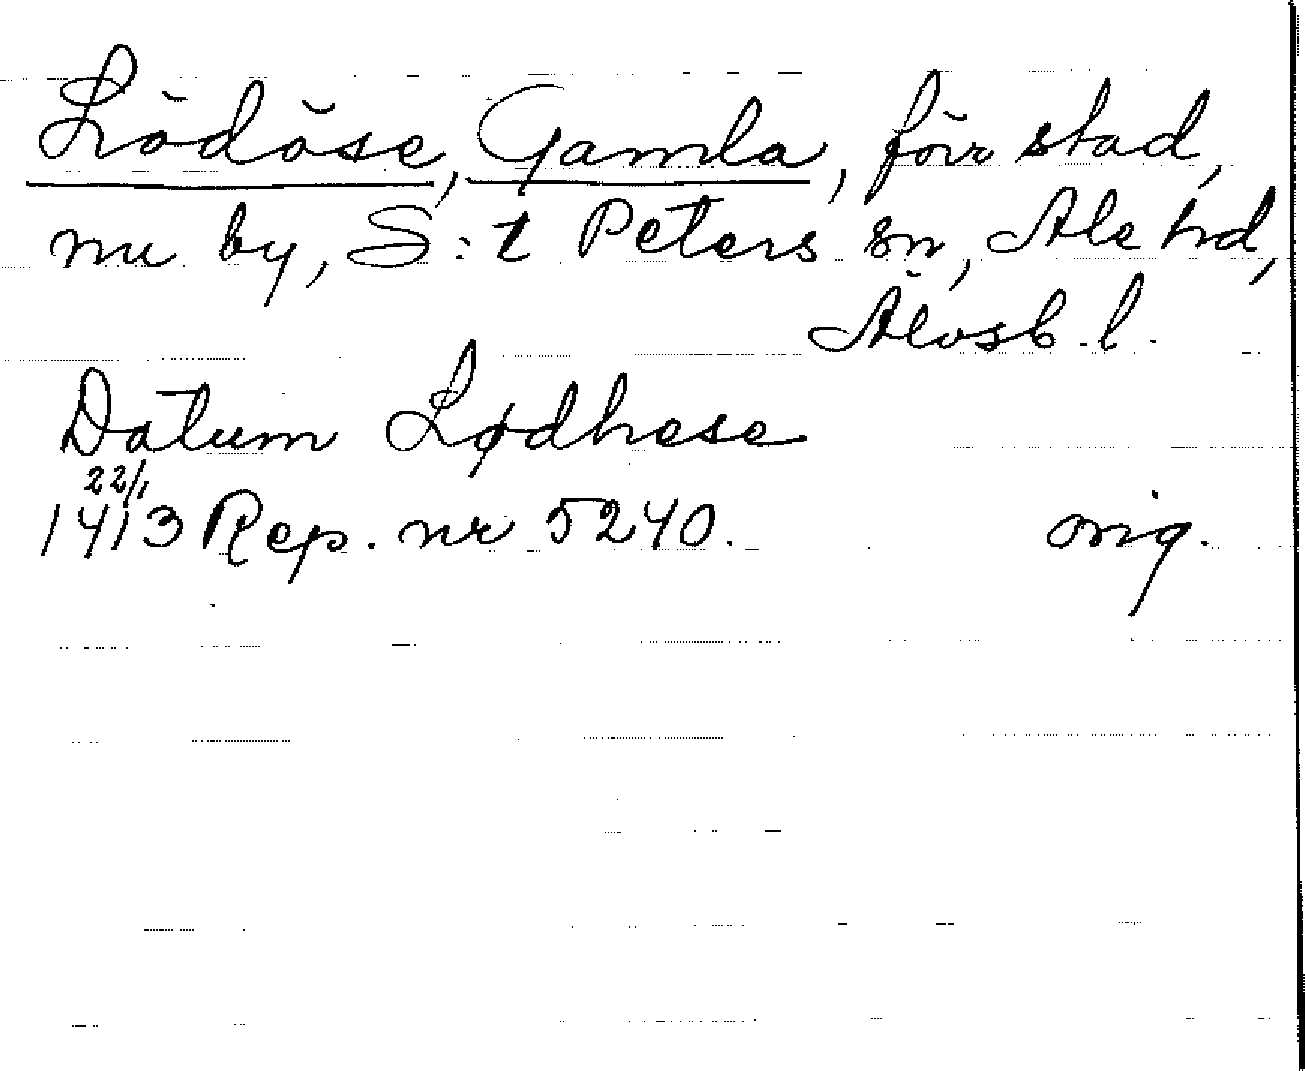 Lödöse, Gamla, förr stad,
nu by, S:t Peters sn, Ale hd,
Älvsb. l.
Datum Lødhese
22/1
1413 Rep. nr 5240. orig.